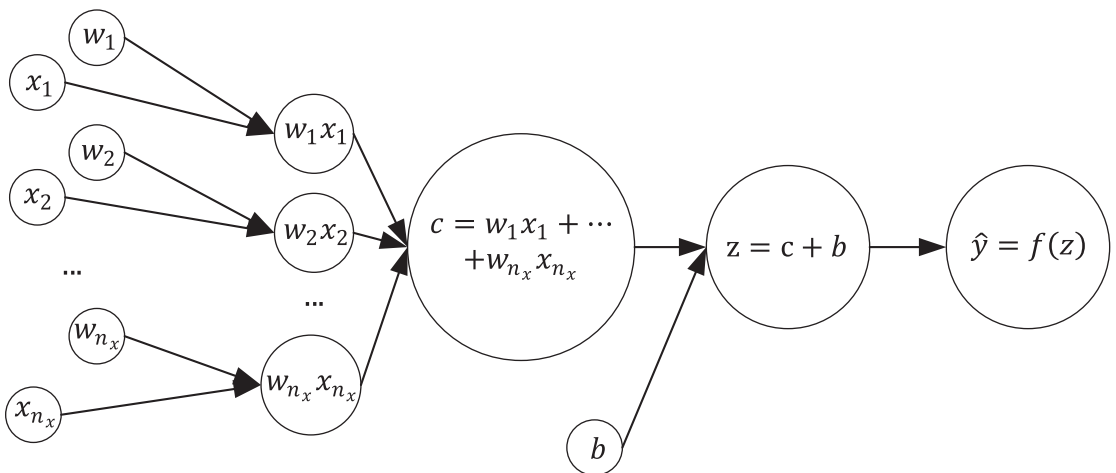 w₁
x₁
w₁x₁
w₂
x₂
w₂x₂
...
...
wₙₓ
xₙₓ
wₙₓxₙₓ
c = w₁x₁ + ⋯
+wₙₓxₙₓ
b
z = c + b
ŷ = f(z)